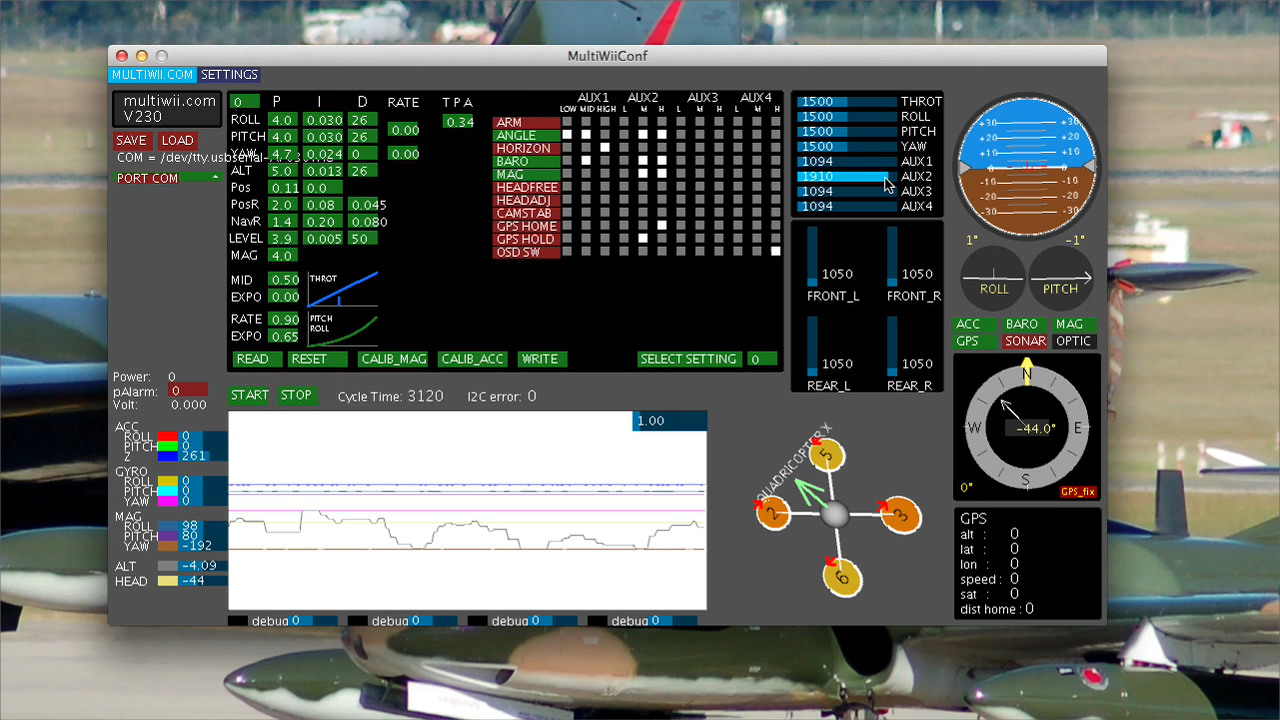 MultiWiiConf
MULTIWII.COM SETTINGS
multiwii.com
V230
SAVE LOAD
COM = /dev/tty.usbserial
PORT COM
0 P I D RATE T P A
ROLL 4.0 0.030 26 0.34
PITCH 4.0 0.030 26 0.00
YAW 4.7 0.024 0 0.00
ALT 5.0 0.013 26
Pos 0.11 0.0
PosR 2.0 0.08 0.045
NavR 1.4 0.20 0.080
LEVEL 3.9 0.005 50
MAG 4.0
MID 0.50 THROT
EXPO 0.00
RATE 0.90 PITCH
ROLL
EXPO 0.65
AUX1 AUX2 AUX3 AUX4
LOW MID HIGH L M H L M H L M H
ARM
ANGLE
HORIZON
BARO
MAG
HEADFREE
HEADADJ
CAMSTAB
GPS HOME
GPS HOLD
OSD SW
READ RESET CALIB_MAG CALIB_ACC WRITE SELECT SETTING 0
1500 THROT
1500 ROLL
1500 PITCH
1500 YAW
1094 AUX1
1910 AUX2
1094 AUX3
1094 AUX4
1050 1050
FRONT_L FRONT_R
1050 1050
REAR_L REAR_R
+30 +30
+20 +20
+10 +10
-10 -10
-20 -20
-30 -30
1° -1°
ROLL PITCH
ACC BARO MAG
GPS SONAR OPTIC
N
W -44.0° E
S
0° GPS_fix
Power: 0
pAlarm: 0
Volt: 0.000
START STOP Cycle Time: 3120 I2C error: 0
1.00
ACC
ROLL 0
PITCH 0
Z 261
GYRO
ROLL 0
PITCH 0
YAW 0
MAG
ROLL 98
PITCH 80
YAW -192
ALT -4.09
HEAD -44
debug 0 debug 0 debug 0 debug 0
QUADRICOPTER X
5
2
3
6
GPS
alt : 0
lat : 0
lon : 0
speed : 0
sat : 0
dist home : 0